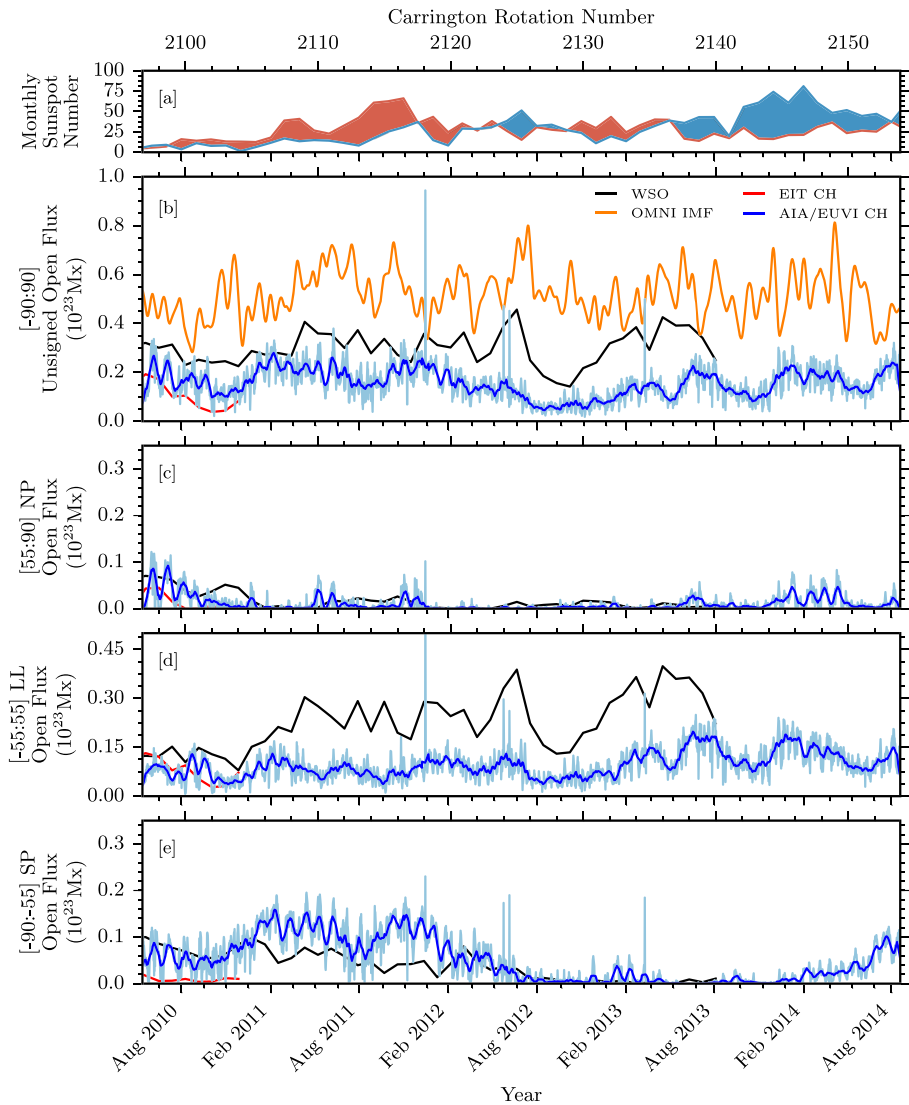 Carrington Rotation Number
2100 2110 2120 2130 2140 2150
Monthly
Sunspot
Number
100
75
50
25
0
[a]
[-90:90]
Unsigned Open Flux
(10²³Mx)
1.0
0.8
0.6
0.4
0.2
0.0
[b]
WSO
OMNI IMF
EIT CH
AIA/EUVI CH
[55:90] NP
Open Flux
(10²³Mx)
0.3
0.2
0.1
0.0
[c]
[-55:55] LL
Open Flux
(10²³Mx)
0.45
0.30
0.15
0.00
[d]
[-90:-55] SP
Open Flux
(10²³Mx)
0.3
0.2
0.1
0.0
[e]
Aug 2010
Feb 2011
Aug 2011
Feb 2012
Aug 2012
Feb 2013
Aug 2013
Feb 2014
Aug 2014
Year